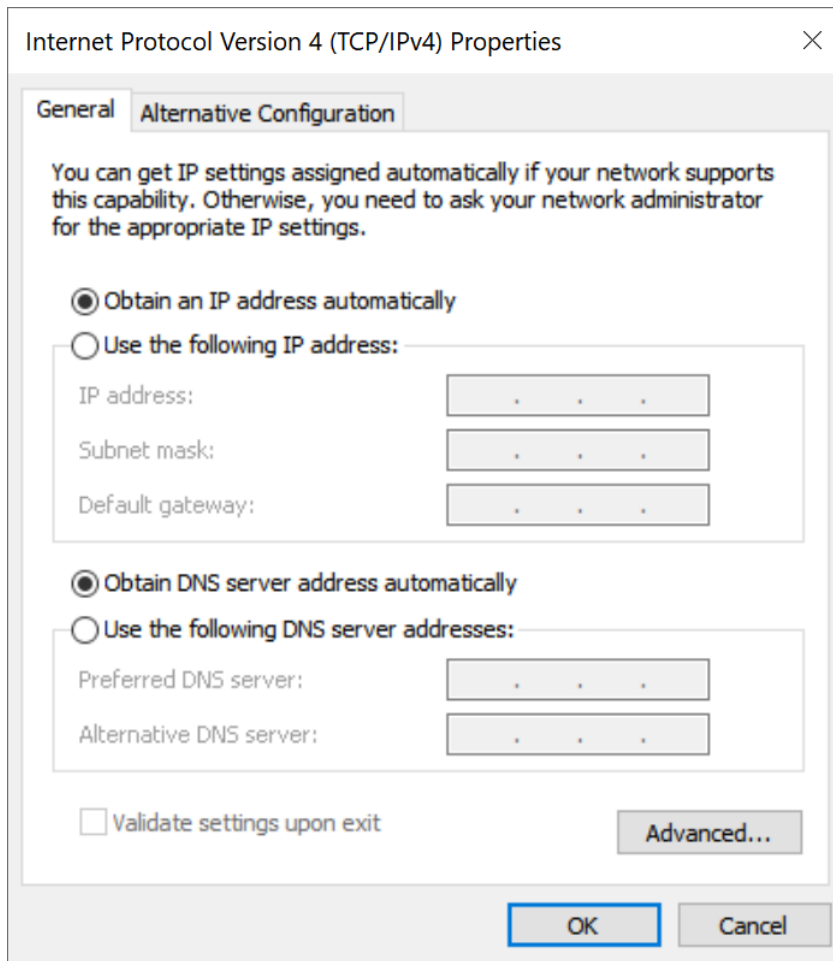 Internet Protocol Version 4 (TCP/IPv4) Properties
General
Alternative Configuration
You can get IP settings assigned automatically if your network supports
this capability. Otherwise, you need to ask your network administrator
for the appropriate IP settings.
Obtain an IP address automatically
Use the following IP address:
IP address:
Subnet mask:
Default gateway:
Obtain DNS server address automatically
Use the following DNS server addresses:
Preferred DNS server:
Alternative DNS server:
Validate settings upon exit
Advanced...
OK
Cancel